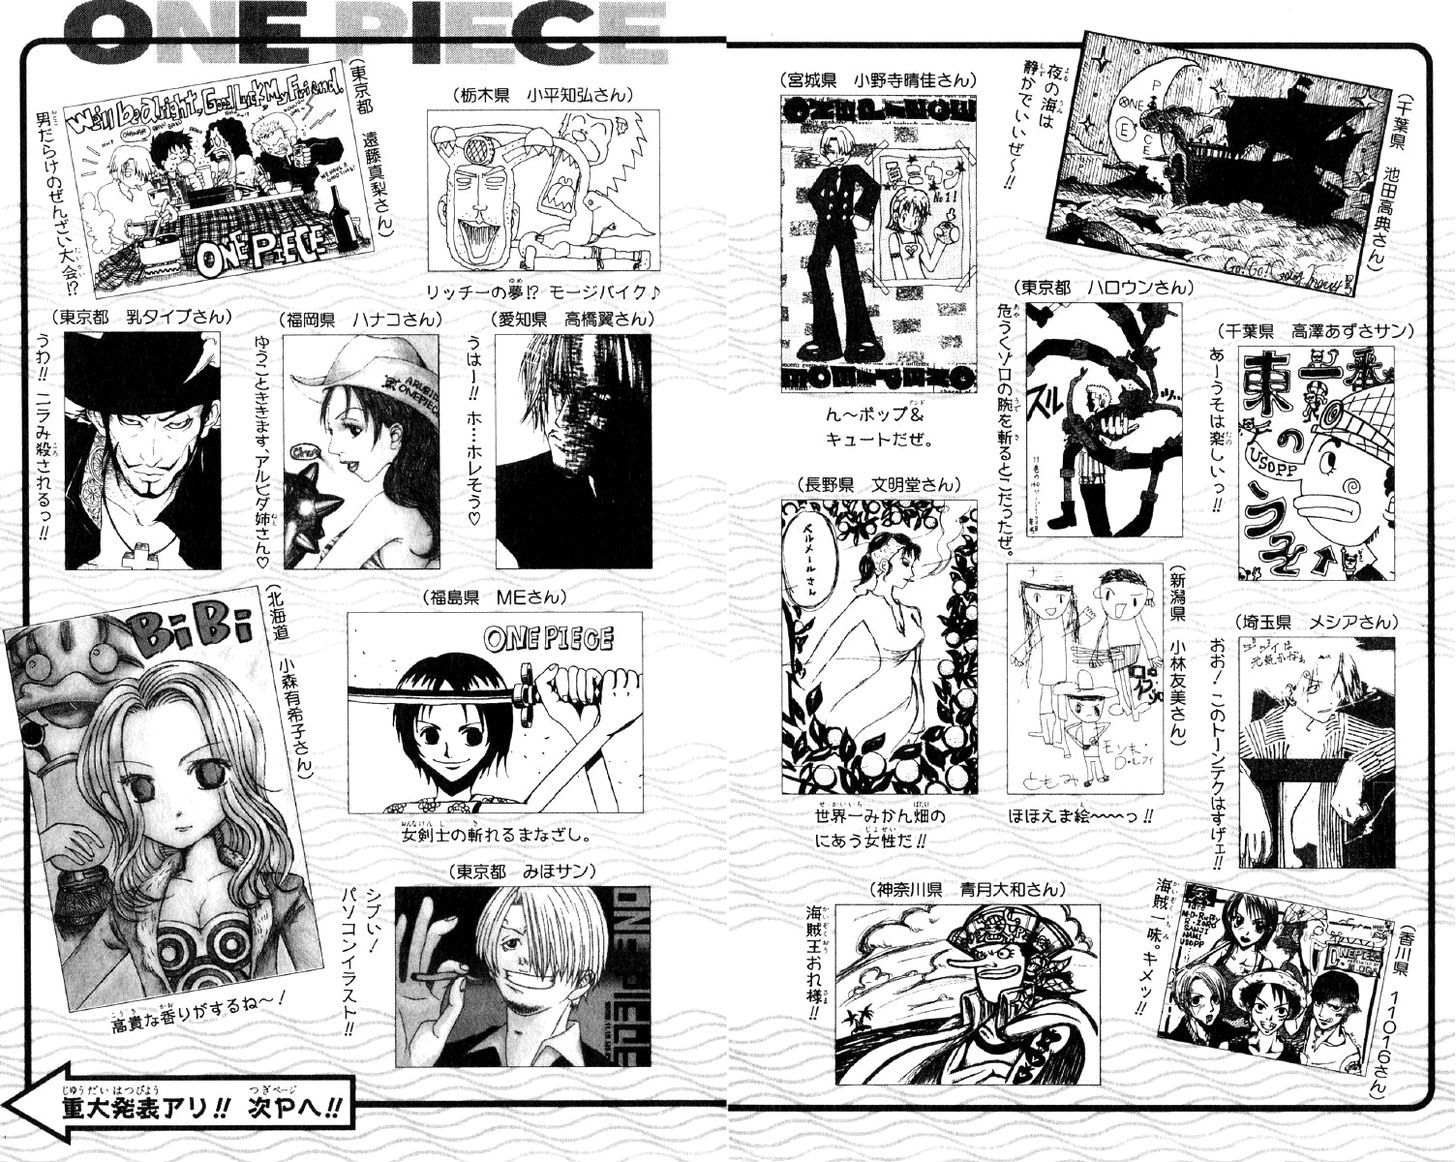 ONE PIECE
(千葉県 池田高典さん)
夜の海は
静かでいいぜ〜!!
(宮城県 小野寺晴佳さん)
ONE PIECE
No.1!
ん〜ポップ&
キュートだぜ。
(東京都 ハロウンさん)
危うくゾロの腕を斬るとこだったぜ。
(千葉県 高澤あずさサン)
あーうそは楽しいっ!!
東一番
の
USOPP
うそ
(長野県 文明堂さん)
ベルメールさん
世界一みかん畑の
にあう女性だ!!
(新潟県 小林友美さん)
ともみ
ほほえま絵〜〜〜っ!!
(埼玉県 メシアさん)
おお! このトーンテクはすげェ!!
(神奈川県 青月大和さん)
海賊王おれ様!!
(香川県 11016さん)
海賊一味。キメッ!!
(東京都 遠藤真梨さん)
We'll be alright, Good Luck My Friend.
ONE PIECE
男だらけのぜんざい大会!?
(栃木県 小平知弘さん)
リッチーの夢!? モージバイク♪
(愛知県 高橋翼さん)
うはー!! ホ…ホレそう♡
(福岡県 ハナコさん)
ゆうことききます、アルビダ姉さん♡
(東京都 乳タイプさん)
うわ!! ニラみ殺されるっ!!
(北海道 小森有希子さん)
BiBi
高貴な香りがするね〜!
(福島県 MEさん)
ONE PIECE
女剣士の斬れるまなざし。
(東京都 みほサン)
シブい!
パソコンイラスト!!
ONE PIECE
重大発表アリ!! 次Pへ!!